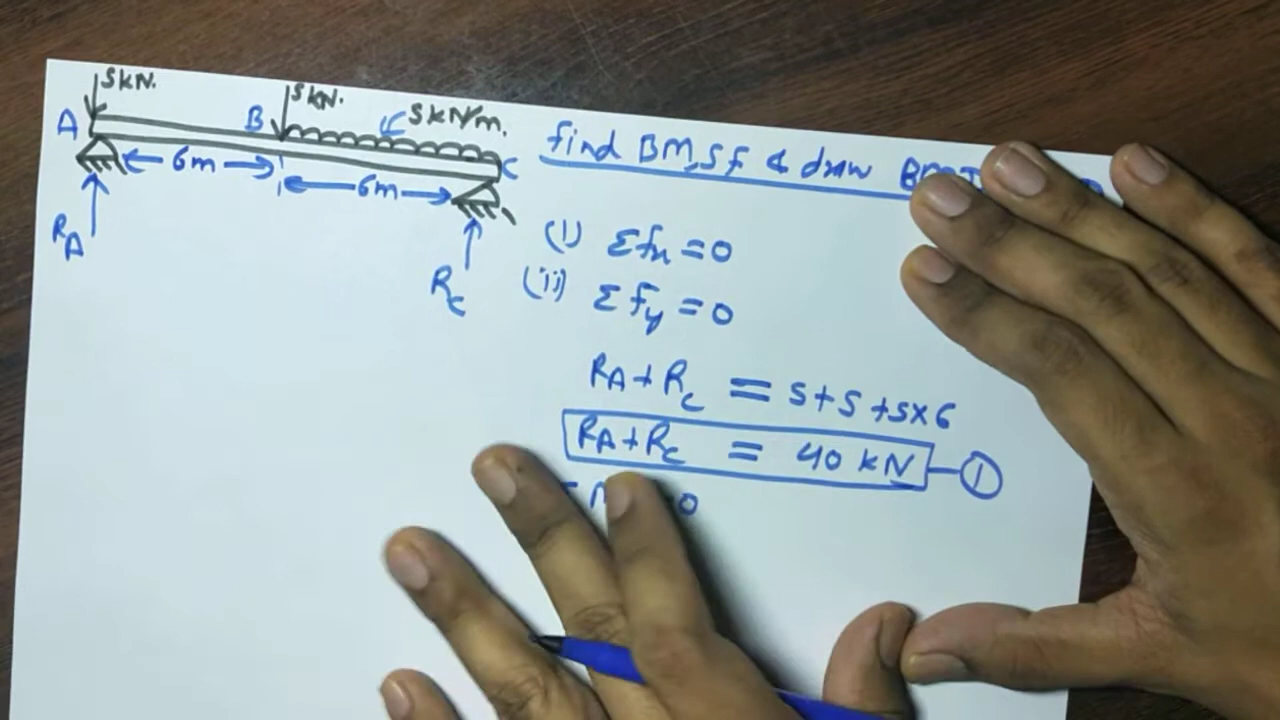 5kN.
5kN.
5kN/m.
A
B
C
6m
6m
RA
RC
find BM, SF & draw
(i) Σfx = 0
(ii) Σfy = 0
RA + RC = 5+5+5×6
RA+RC = 40 kN — ①
0